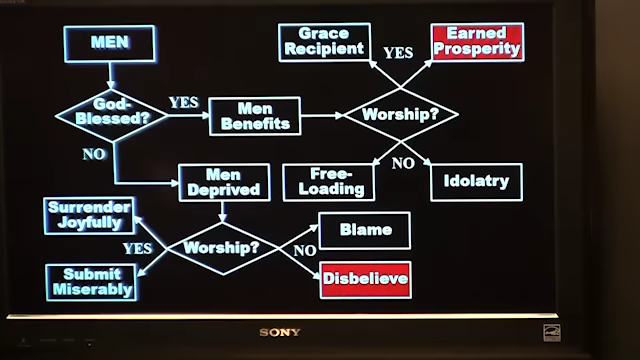 MEN
Grace
Recipient
YES
Earned
Prosperity
God-
Blessed?
YES
Men
Benefits
Worship?
NO
NO
Men
Deprived
Free-
Loading
Idolatry
Surrender
Joyfully
YES
Worship?
NO
Blame
Submit
Miserably
Disbelieve
SONY